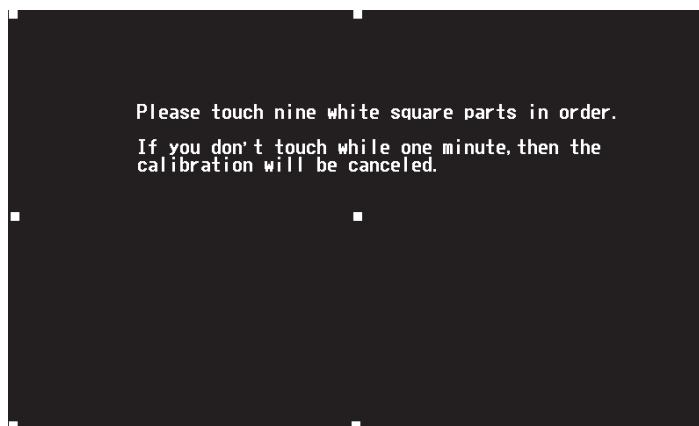 Please touch nine white square parts in order.
If you don't touch while one minute, then the
calibration will be canceled.